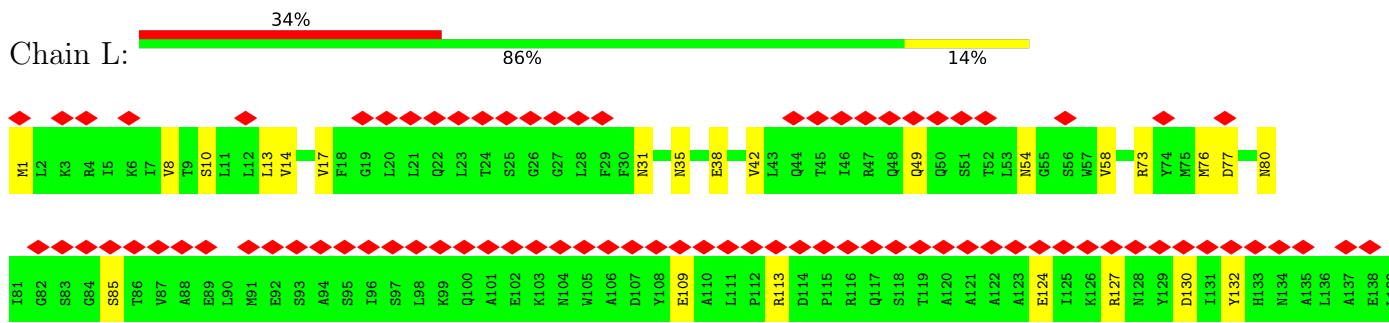 34%
Chain L:
86% 14%
M1 L2 K3 R4 I5 K6 I7 V8 T9 S10 L11 L12 L13 V14 V17 F18 G19 L20 L21 Q22 L23 T24 S25 G26 G27 L28 F29 F30 N31 N35 E38 V42 L43 Q44 T45 I46 R47 Q48 Q49 Q50 S51 T52 L53 N54 G55 S56 W57 V58 R73 Y74 M75 M76 D77 N80
I81 G82 S83 G84 S85 T86 V87 A88 E89 L90 M91 E92 S93 A94 S95 I96 S97 L98 K99 Q100 A101 E102 K103 N104 W105 A106 D107 Y108 E109 A110 L111 P112 R113 D114 P115 R116 Q117 S118 T119 A120 A121 A122 A123 E124 I125 K126 R127 N128 Y129 D130 I131 Y132 H133 N134 A135 L136 A137 E138